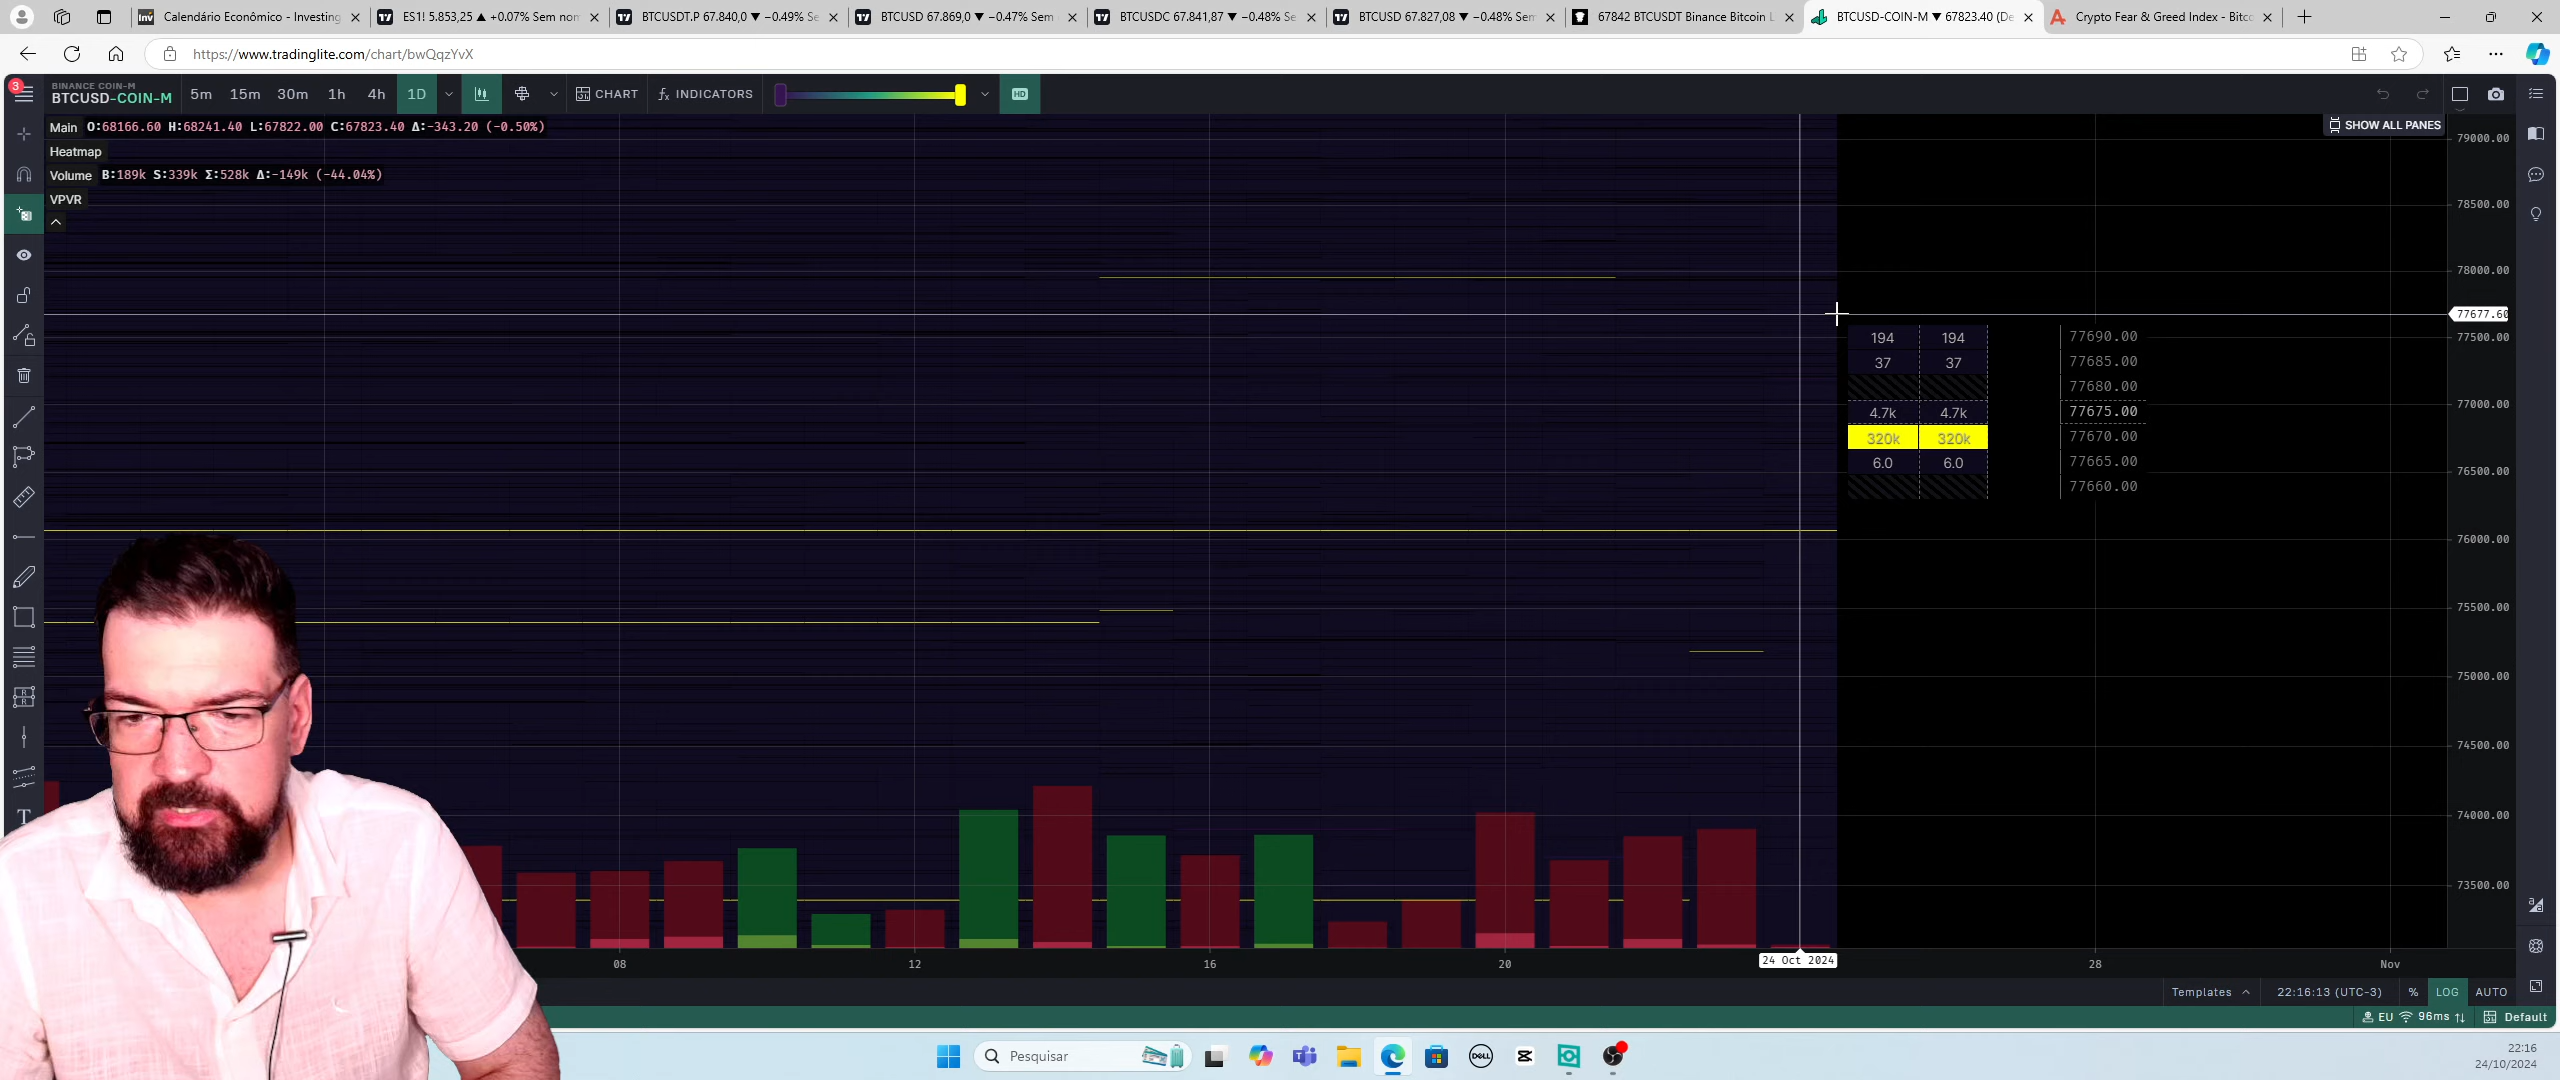 Calendário Econômico - Investing
ES1! 5.853,25 ▲ +0.07% Sem nom
BTCUSDT.P 67.840,0 ▼ −0.49% Se
BTCUSD 67.869,0 ▼ −0.47% Sem
BTCUSDC 67.841,87 ▼ −0.48% Se
BTCUSD 67.827,08 ▼ −0.48% Sem
67842 BTCUSDT Binance Bitcoin L
BTCUSD-COIN-M ▼ 67823.40 (De
Crypto Fear & Greed Index - Bitc
https://www.tradinglite.com/chart/bwQqzYvX
3
BINANCE COIN-M
BTCUSD-COIN-M
5m 15m 30m 1h 4h 1D
CHART
fx INDICATORS
HD
Main O:68166.60 H:68241.40 L:67822.00 C:67823.40 Δ:-343.20 (-0.50%)
SHOW ALL PANES
Heatmap
Volume B:189k S:339k Σ:528k Δ:-149k (-44.04%)
VPVR
79000.00
78500.00
78000.00
77677.60
77500.00
77000.00
76500.00
76000.00
75500.00
75000.00
74500.00
74000.00
73500.00
194 194 77690.00
37 37 77685.00
77680.00
4.7k 4.7k 77675.00
320k 320k 77670.00
6.0 6.0 77665.00
77660.00
T
08 12 16 20 24 Oct 2024 28 Nov
Templates 22:16:13 (UTC-3) % LOG AUTO
EU 96ms Default
Pesquisar
DELL
22:16
24/10/2024